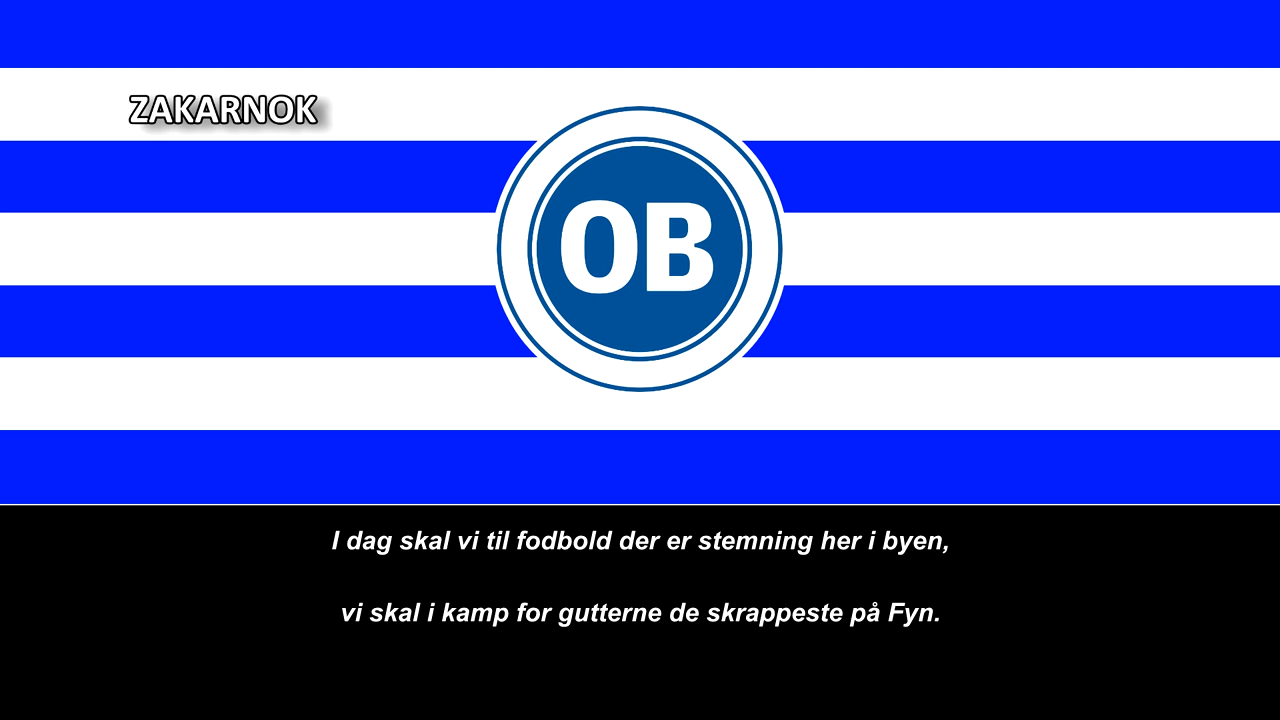 ZAKARNOK
OB
I dag skal vi til fodbold der er stemning her i byen,
vi skal i kamp for gutterne de skrappeste på Fyn.